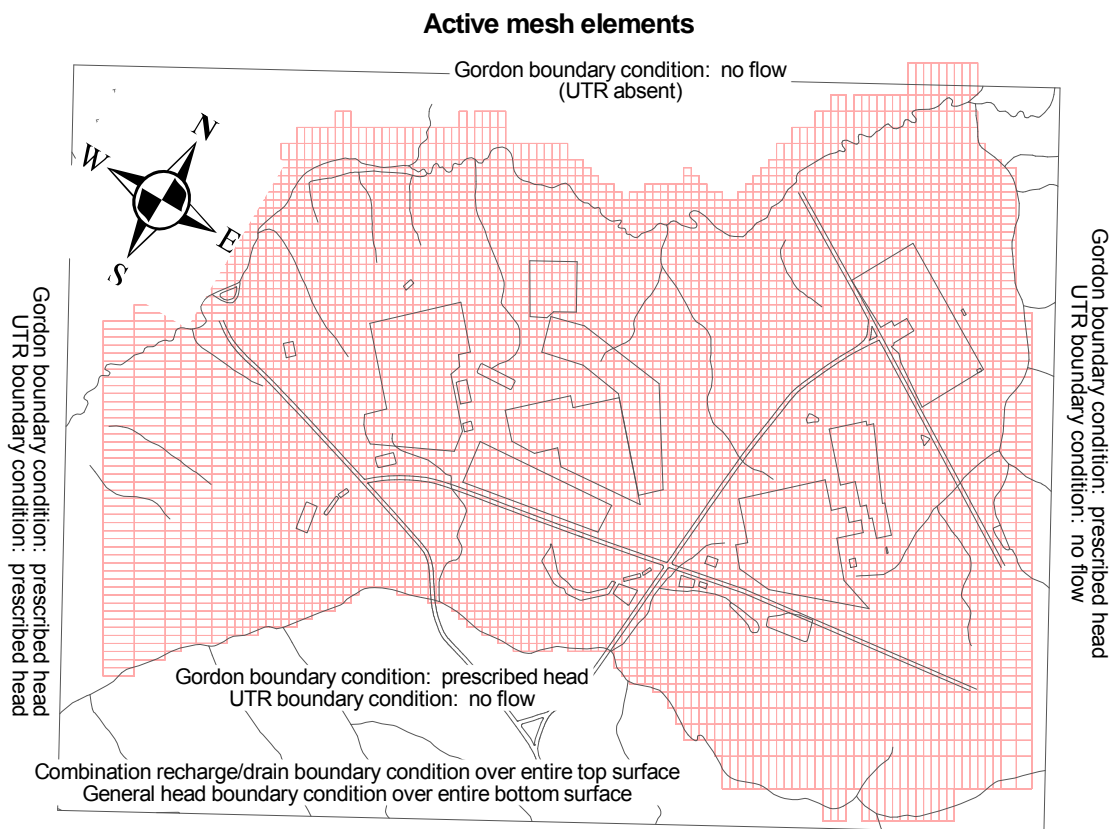 Active mesh elements
Gordon boundary condition:  no flow
(UTR absent)
N
W
E
S
Gordon boundary condition:  prescribed head
UTR boundary condition:  prescribed head
Gordon boundary condition:  prescribed head
UTR boundary condition:  no flow
Gordon boundary condition:  prescribed head
UTR boundary condition:  no flow
Combination recharge/drain boundary condition over entire top surface
General head boundary condition over entire bottom surface